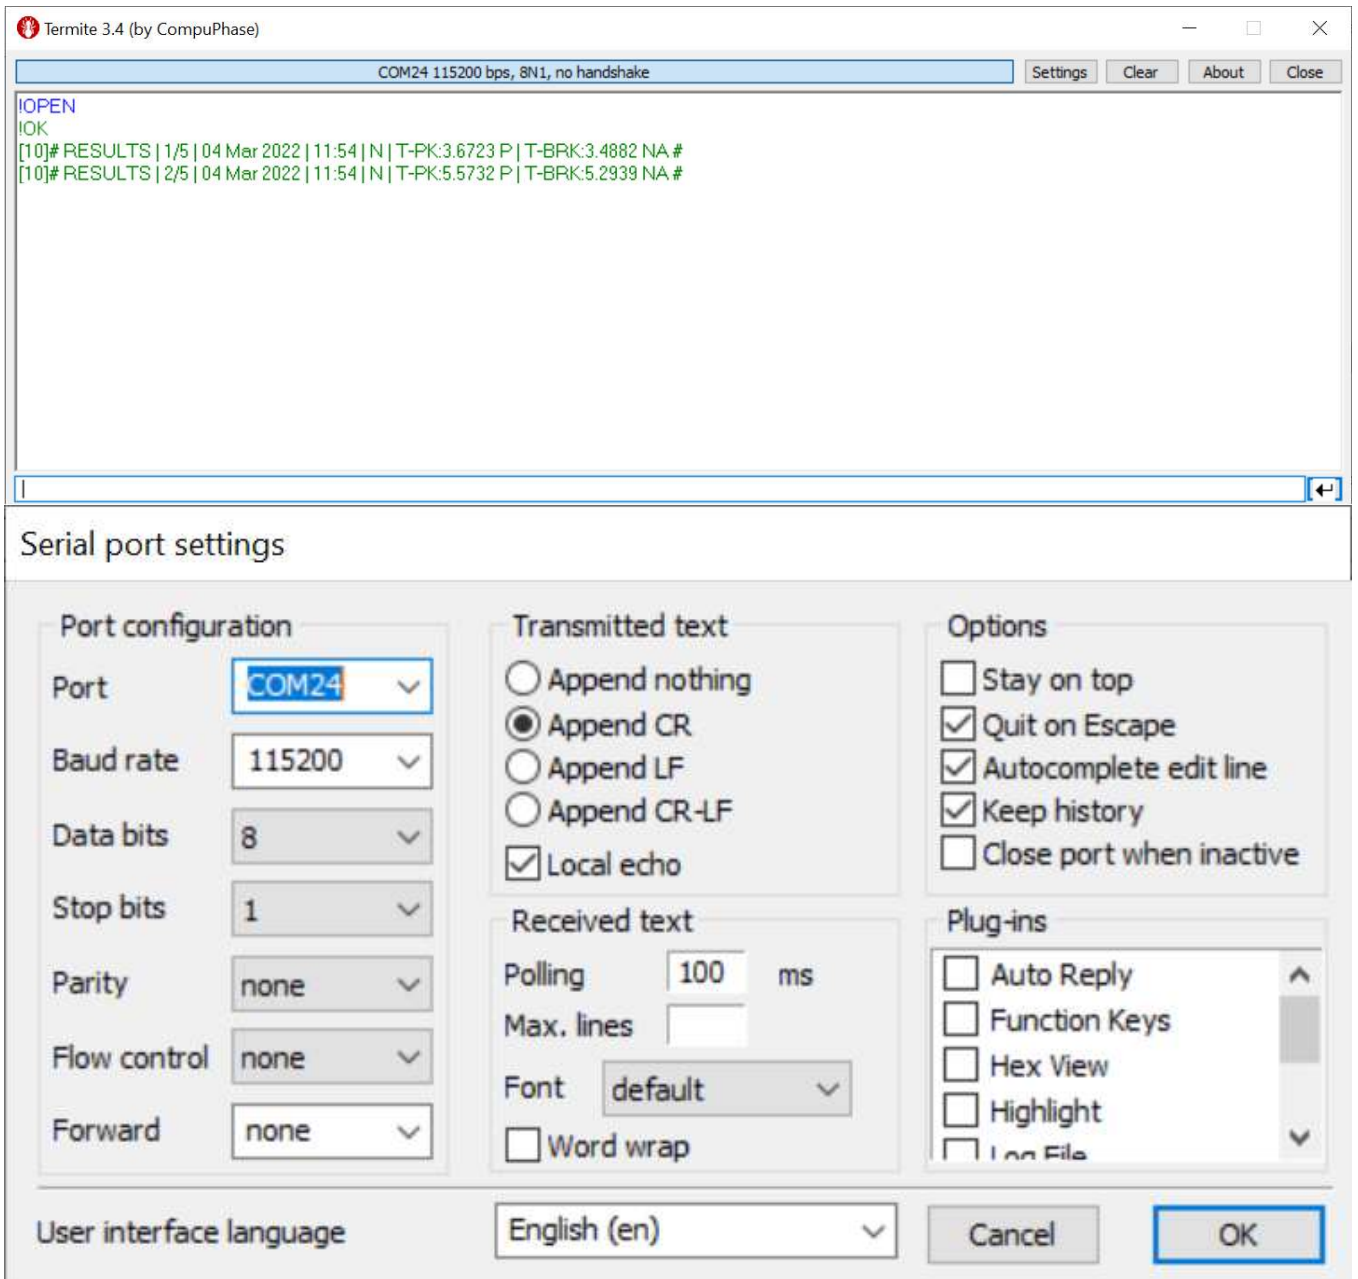 Termite 3.4 (by CompuPhase)
COM24 115200 bps, 8N1, no handshake
Settings
Clear
About
Close
!OPEN
!OK
[10]# RESULTS | 1/5 | 04 Mar 2022 | 11:54 | N | T-PK:3.6723 P | T-BRK:3.4882 NA #
[10]# RESULTS | 2/5 | 04 Mar 2022 | 11:54 | N | T-PK:5.5732 P | T-BRK:5.2939 NA #
Serial port settings
Port configuration
Port COM24
Baud rate 115200
Data bits 8
Stop bits 1
Parity none
Flow control none
Forward none
Transmitted text
Append nothing
Append CR
Append LF
Append CR-LF
Local echo
Received text
Polling 100 ms
Max. lines
Font default
Word wrap
Options
Stay on top
Quit on Escape
Autocomplete edit line
Keep history
Close port when inactive
Plug-ins
Auto Reply
Function Keys
Hex View
Highlight
Log File
User interface language English (en)
Cancel
OK